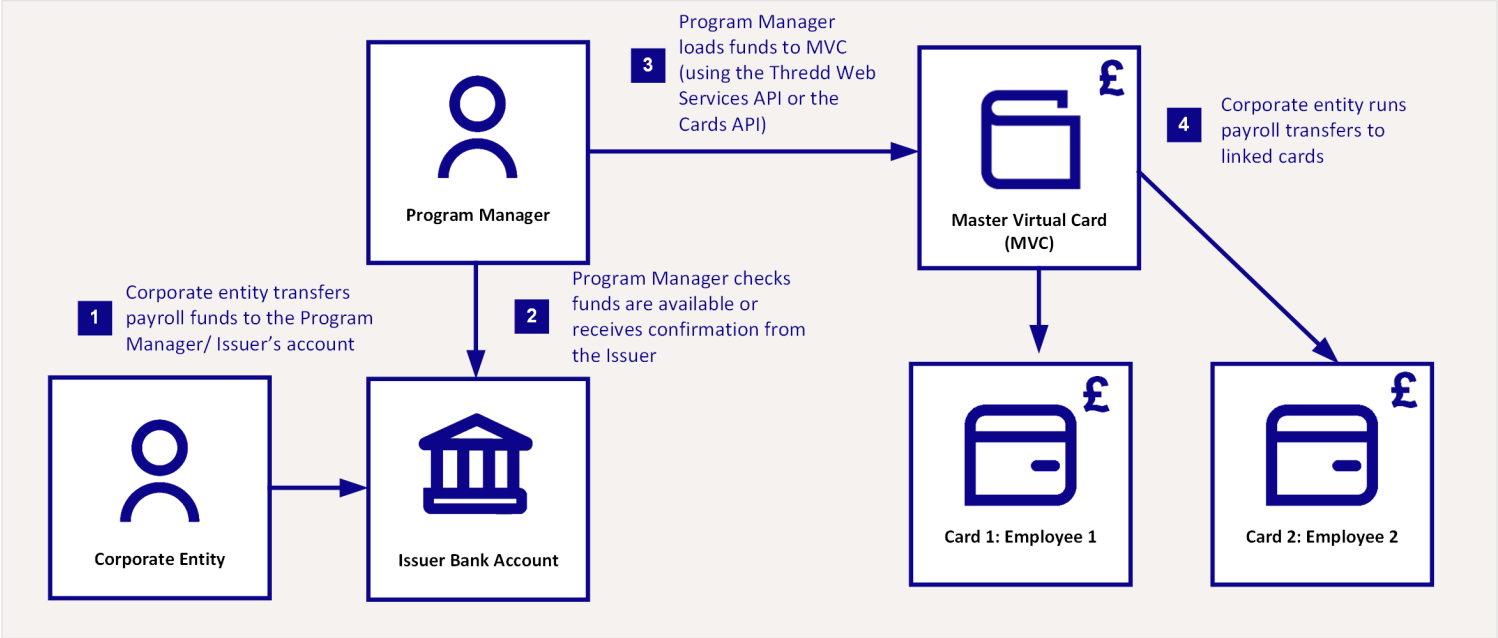 3
Program Manager
loads funds to MVC
(using the Thredd Web
Services API or the
Cards API)
£
4
Corporate entity runs
payroll transfers to
linked cards
Program Manager
Master Virtual Card
(MVC)
1
Corporate entity transfers
payroll funds to the Program
Manager/ Issuer’s account
2
Program Manager checks
funds are available or
receives confirmation from
the Issuer
£
£
Corporate Entity
Issuer Bank Account
Card 1: Employee 1
Card 2: Employee 2